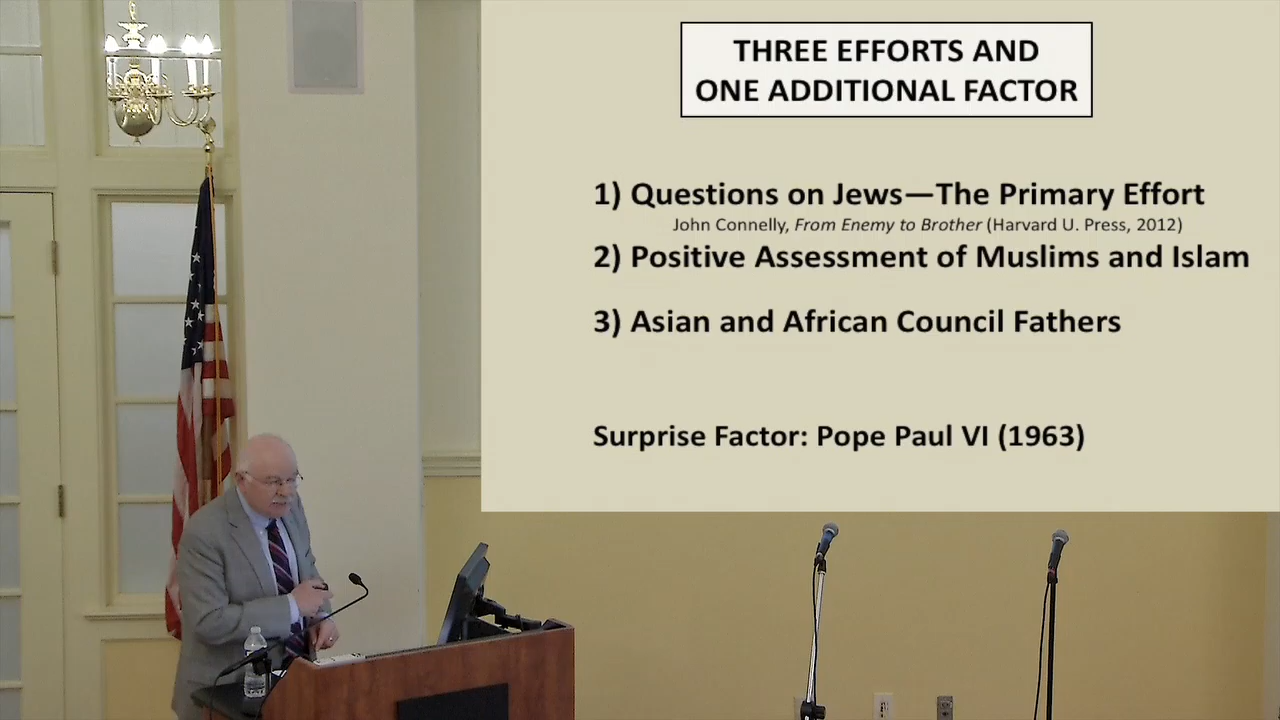 THREE EFFORTS AND
ONE ADDITIONAL FACTOR
1) Questions on Jews—The Primary Effort
John Connelly, From Enemy to Brother (Harvard U. Press, 2012)
2) Positive Assessment of Muslims and Islam
3) Asian and African Council Fathers
Surprise Factor: Pope Paul VI (1963)